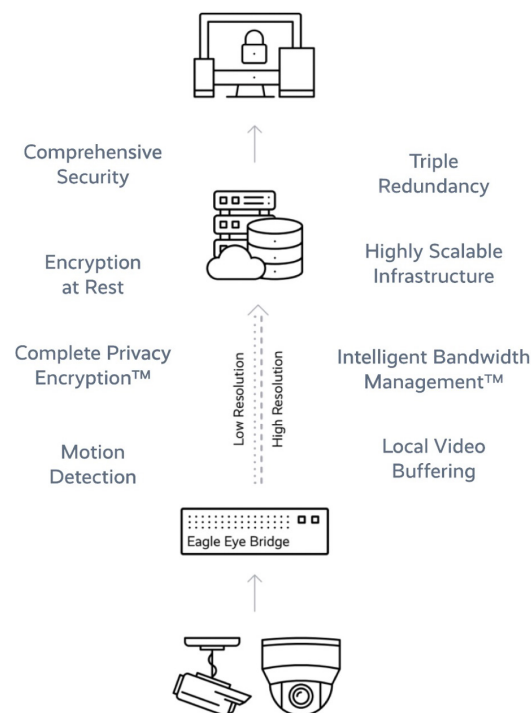 Comprehensive
Security
Triple
Redundancy
Encryption
at Rest
Highly Scalable
Infrastructure
Complete Privacy
Encryption™
Low Resolution
High Resolution
Intelligent Bandwidth
Management™
Motion
Detection
Local Video
Buffering
Eagle Eye Bridge